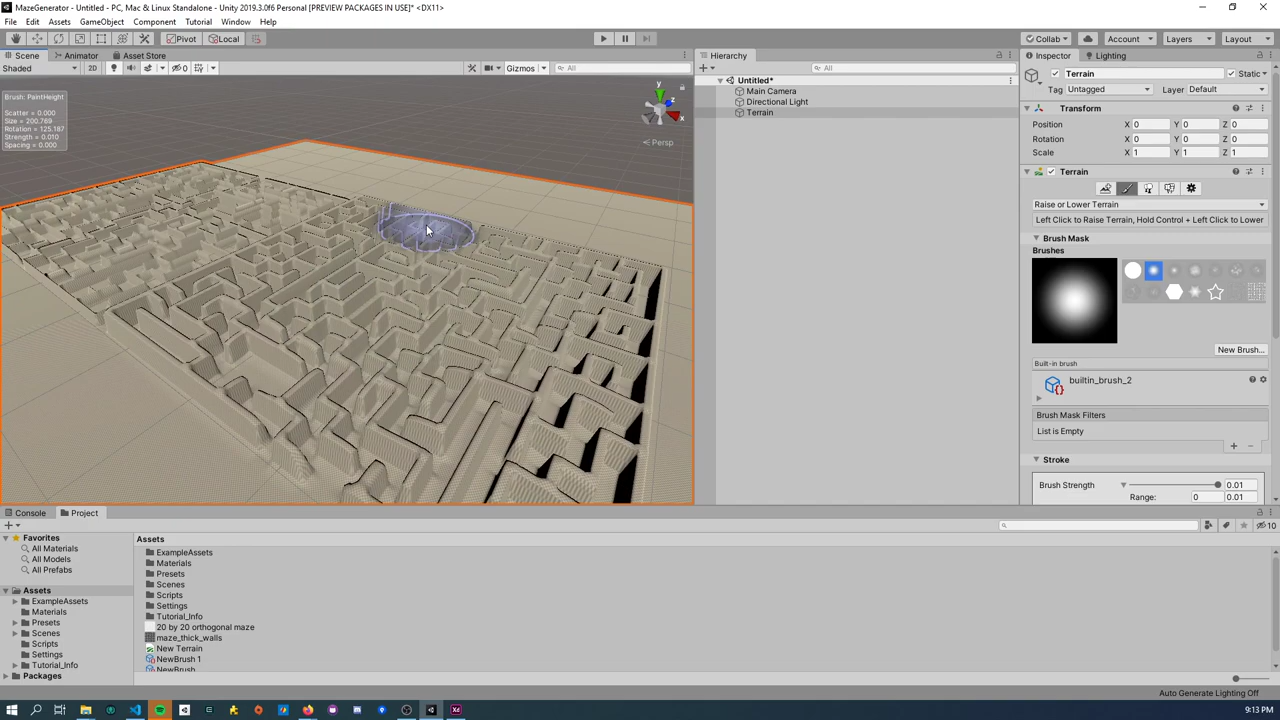 MazeGenerator - Untitled - PC, Mac & Linux Standalone - Unity 2019.3.0f6 Personal [PREVIEW PACKAGES IN USE]* <DX11>
File Edit Assets GameObject Component Tutorial Window Help
Pivot Local Collab Account Layers Layout
Scene Animator Asset Store Hierarchy Inspector Lighting
Shaded 2D 0 Gizmos All All Terrain Static
Untitled* Tag Untagged Layer Default
Brush: PaintHeight
Scatter = 0.000
Size = 200.769
Rotation = 125.187
Strength = 0.010
Spacing = 0.000
y
z
x
Persp
Main Camera
Directional Light
Terrain
Transform
Position X 0 Y 0 Z 0
Rotation X 0 Y 0 Z 0
Scale X 1 Y 1 Z 1
Terrain
Raise or Lower Terrain
Left Click to Raise Terrain, Hold Control + Left Click to Lower
Brush Mask
Brushes
New Brush...
Built-in brush
builtin_brush_2
Brush Mask Filters
List is Empty
Stroke
Brush Strength 0.01
Range: 0 0.01
Console Project
10
Favorites
All Materials
All Models
All Prefabs
Assets
ExampleAssets
Materials
Presets
Scenes
Scripts
Settings
Tutorial_Info
Packages
Assets
ExampleAssets
Materials
Presets
Scenes
Scripts
Settings
Tutorial_Info
20 by 20 orthogonal maze
maze_thick_walls
New Terrain
NewBrush 1
NewBrush
Auto Generate Lighting Off
9:13 PM